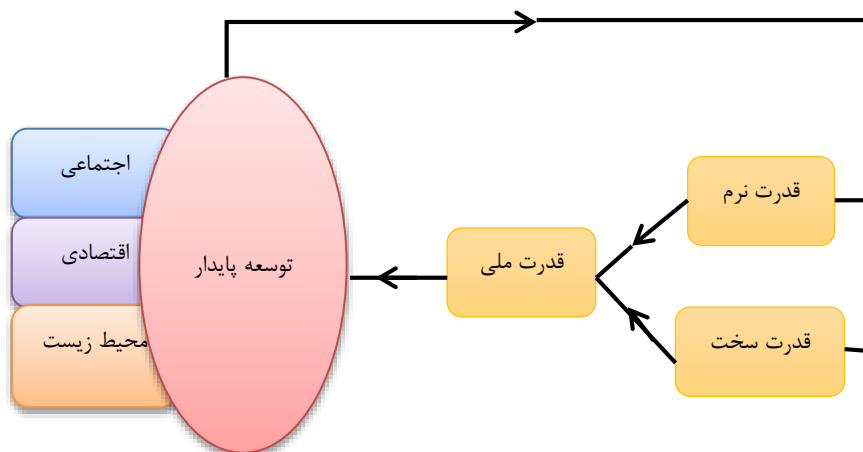 قدرت نرم
قدرت سخت
قدرت ملی
توسعه پایدار
اجتماعی
اقتصادی
محیط زیست